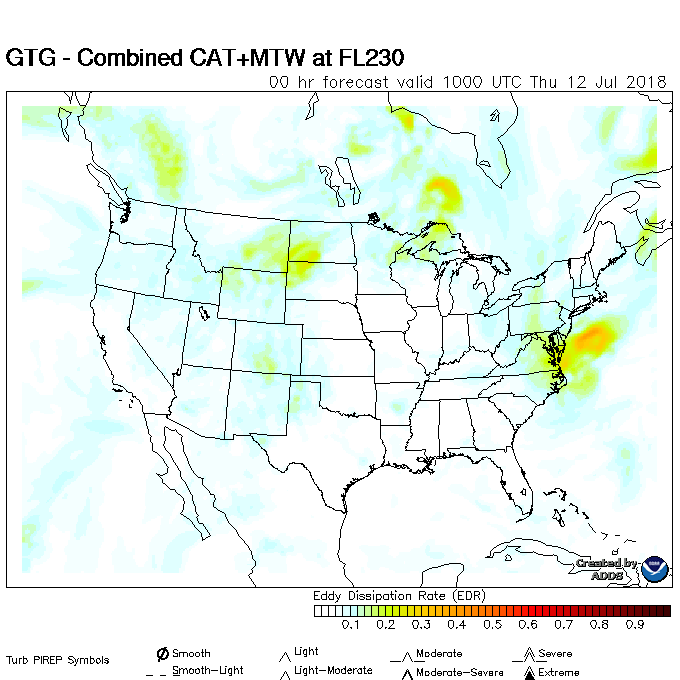 GTG - Combined CAT+MTW at FL230
00 hr forecast valid 1000 UTC Thu 12 Jul 2018
Created by
ADDS
NOAA
Eddy Dissipation Rate (EDR)
0.1 0.2 0.3 0.4 0.5 0.6 0.7 0.8 0.9
Turb PIREP Symbols
Smooth Light Moderate Severe
Smooth-Light Light-Moderate Moderate-Severe Extreme